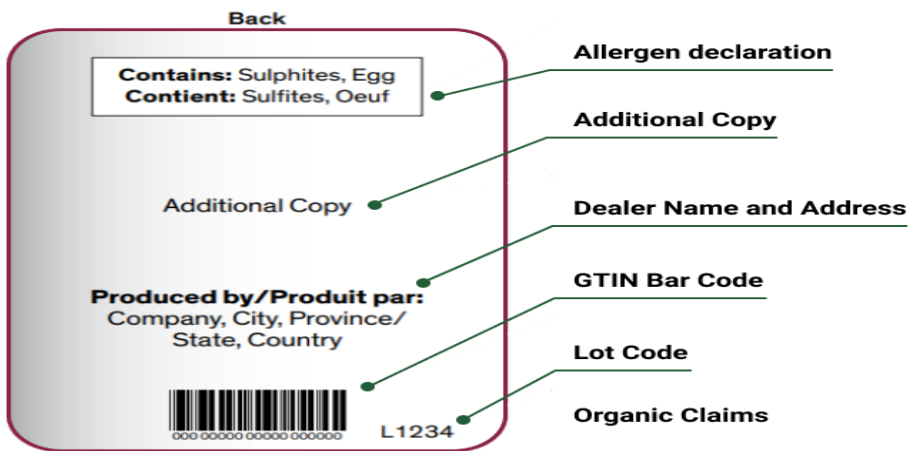 Back
Contains: Sulphites, Egg
Contient: Sulfites, Oeuf
Allergen declaration
Additional Copy
Additional Copy
Produced by/Produit par:
Company, City, Province/
State, Country
Dealer Name and Address
GTIN Bar Code
000 00000 00000 000000
L1234
Lot Code
Organic Claims